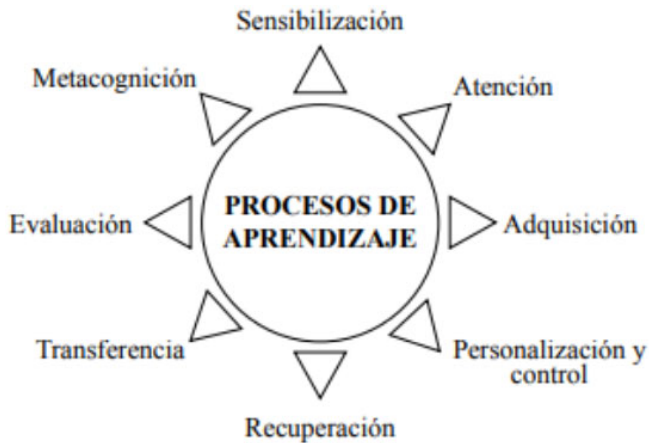 Sensibilización
Metacognición
Atención
PROCESOS DE
APRENDIZAJE
Evaluación
Adquisición
Transferencia
Personalización y
control
Recuperación